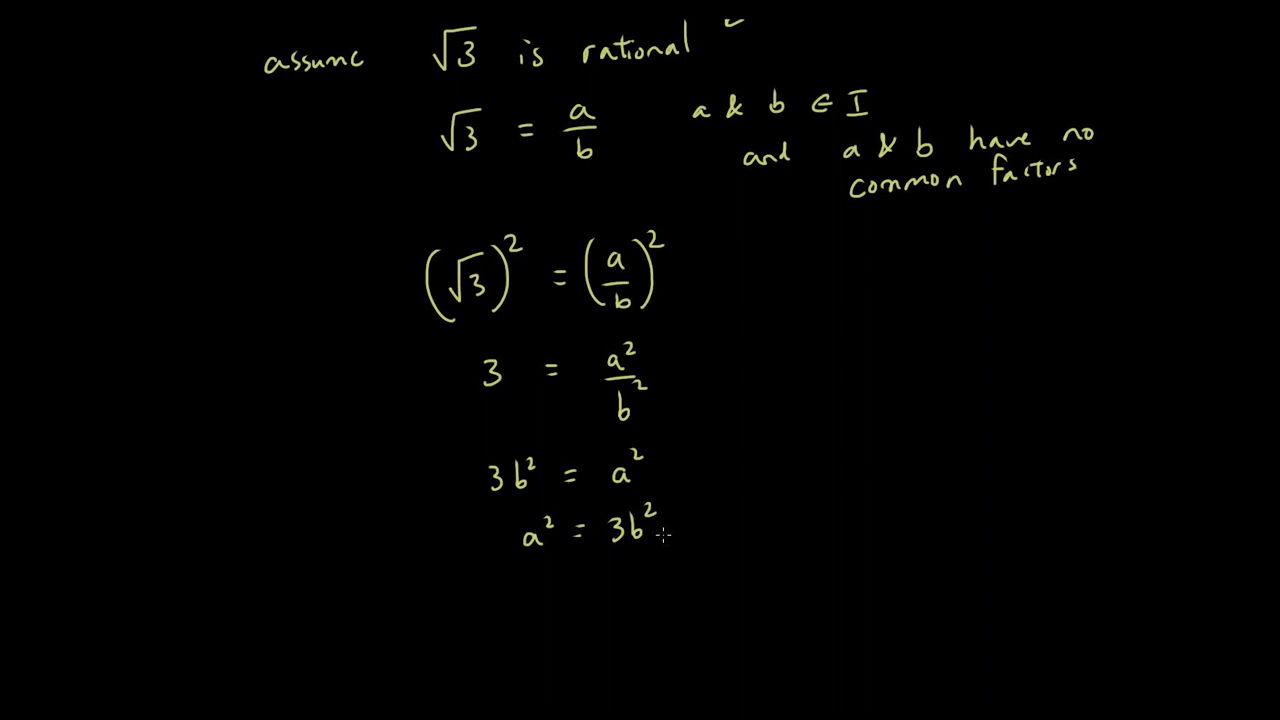 assume √3 is rational
√3 = a/b a & b ∈ I
and a & b have no
common factors
(√3)² = (a/b)²
3 = a²/b²
3b² = a²
a² = 3b²